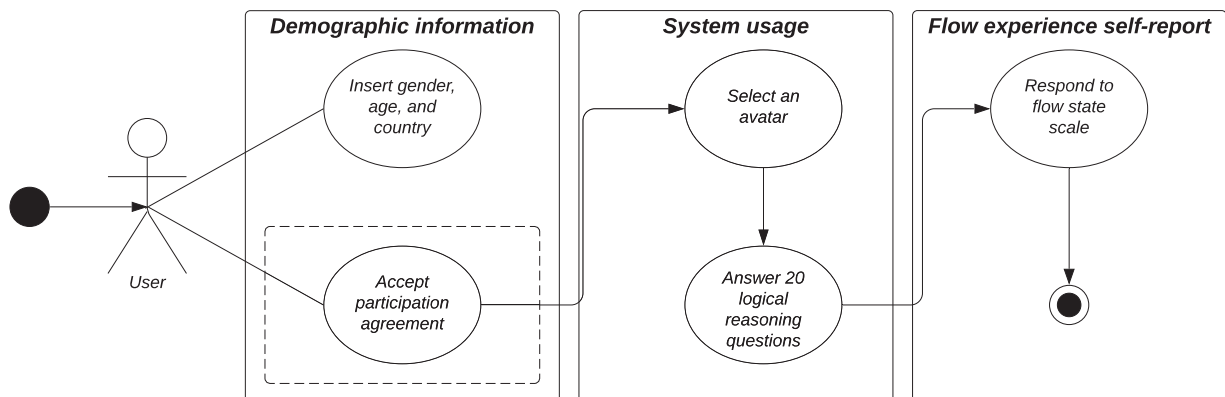 Demographic information
Insert gender,
age, and
country
User
Accept
participation
agreement
System usage
Select an
avatar
Answer 20
logical
reasoning
questions
Flow experience self-report
Respond to
flow state
scale